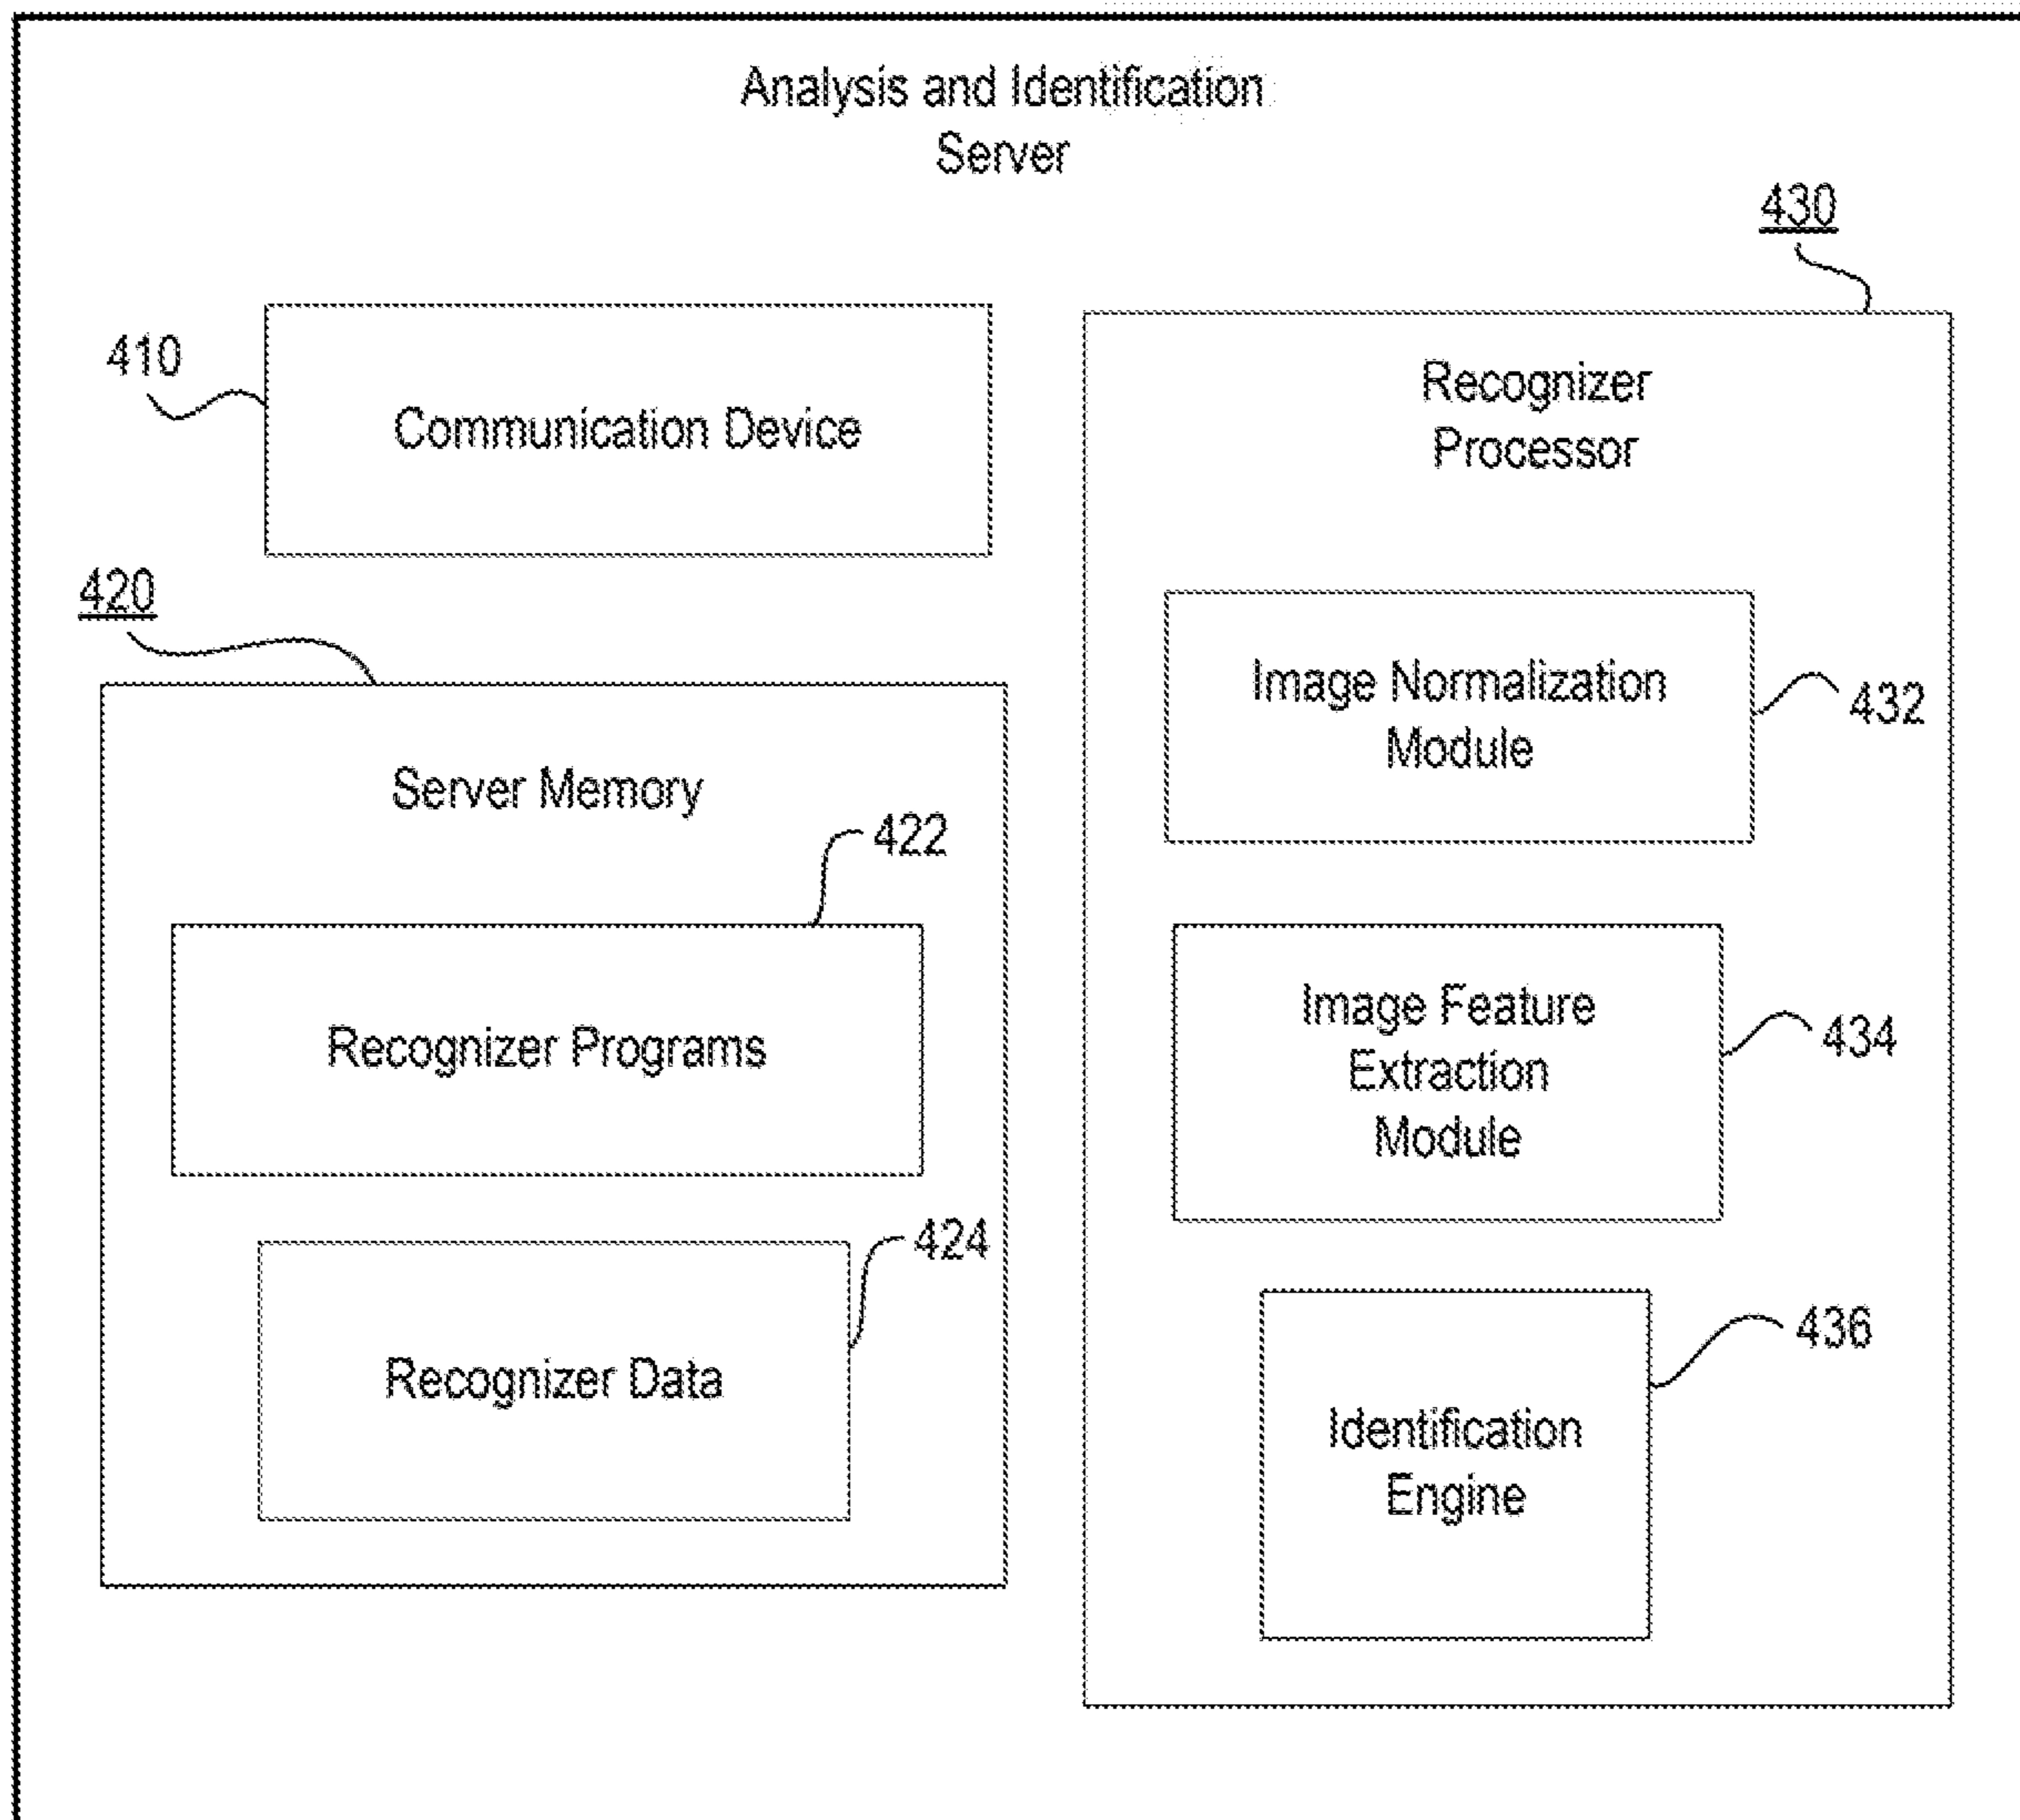 Analysis and Identification
Server
430
410
Communication Device
Recognizer
Processor
420
Server Memory
Image Normalization
Module
432
422
Recognizer Programs
Image Feature
Extraction
Module
434
424
Recognizer Data
436
Identification
Engine